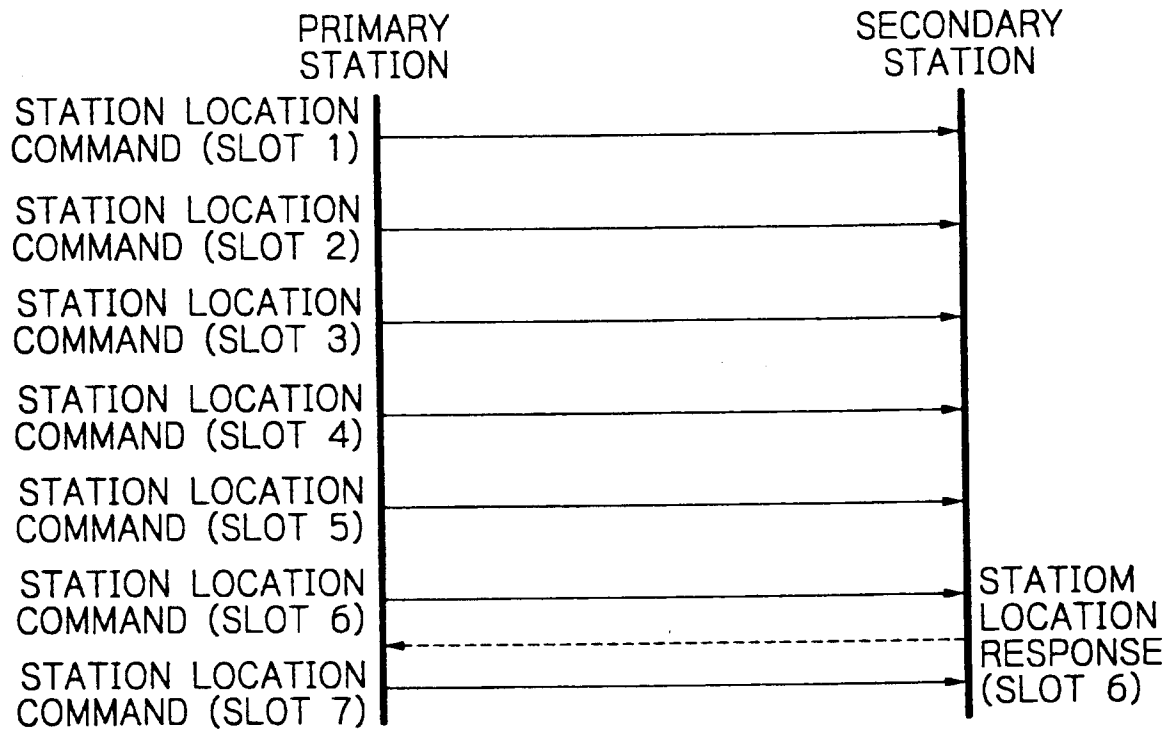 PRIMARY
STATION
SECONDARY
STATION
STATION LOCATION
COMMAND (SLOT 1)
STATION LOCATION
COMMAND (SLOT 2)
STATION LOCATION
COMMAND (SLOT 3)
STATION LOCATION
COMMAND (SLOT 4)
STATION LOCATION
COMMAND (SLOT 5)
STATION LOCATION
COMMAND (SLOT 6)
STATIOM
LOCATION
RESPONSE
(SLOT 6)
STATION LOCATION
COMMAND (SLOT 7)